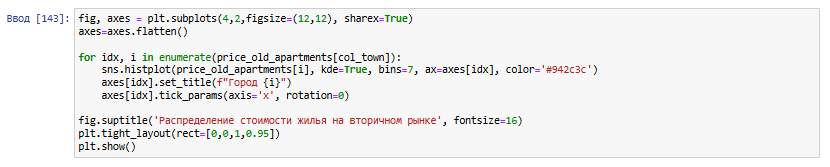 Ввод [143]: fig, axes = plt.subplots(4,2,figsize=(12,12), sharex=True)
axes=axes.flatten()
for idx, i in enumerate(price_old_apartments[col_town]):
    sns.histplot(price_old_apartments[i], kde=True, bins=7, ax=axes[idx], color='#942c3c')
    axes[idx].set_title(f"Город {i}")
    axes[idx].tick_params(axis='x', rotation=0)
fig.suptitle('Распределение стоимости жилья на вторичном рынке', fontsize=16)
plt.tight_layout(rect=[0,0,1,0.95])
plt.show()